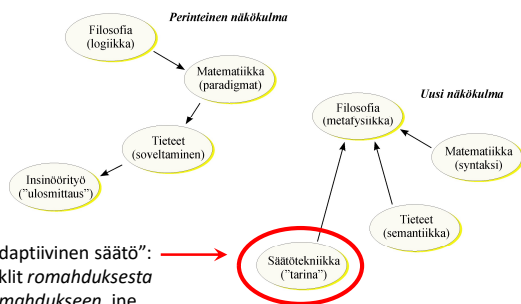 Perinteinen näkökulma
Filosofia
(logiikka)
Matematiikka
(paradigmat)
Tieteet
(soveltaminen)
Insinöörityö
("ulosmittaus")
Uusi näkökulma
Filosofia
(metafysiikka)
Matematiikka
(syntaksi)
Tieteet
(semantiikka)
Säätötekniikka
("tarina")
daptiivinen säätö":
klit romahduksesta
mahdukseen, jne